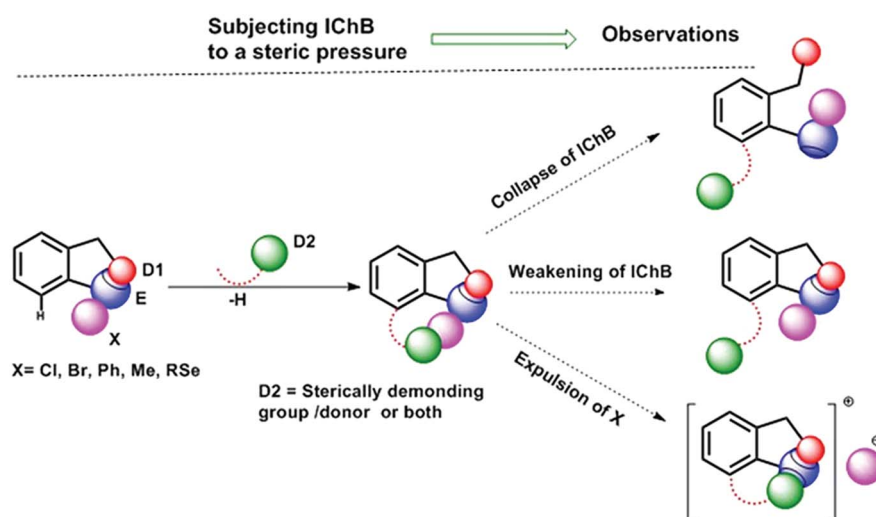 Subjecting IChB
to a steric pressure
Observations
Collapse of IChB
D2
D1
E
H
X
-H
Weakening of IChB
X= Cl, Br, Ph, Me, RSe
D2 = Sterically demonding
group /donor or both
Expulsion of X
⊕
⊖